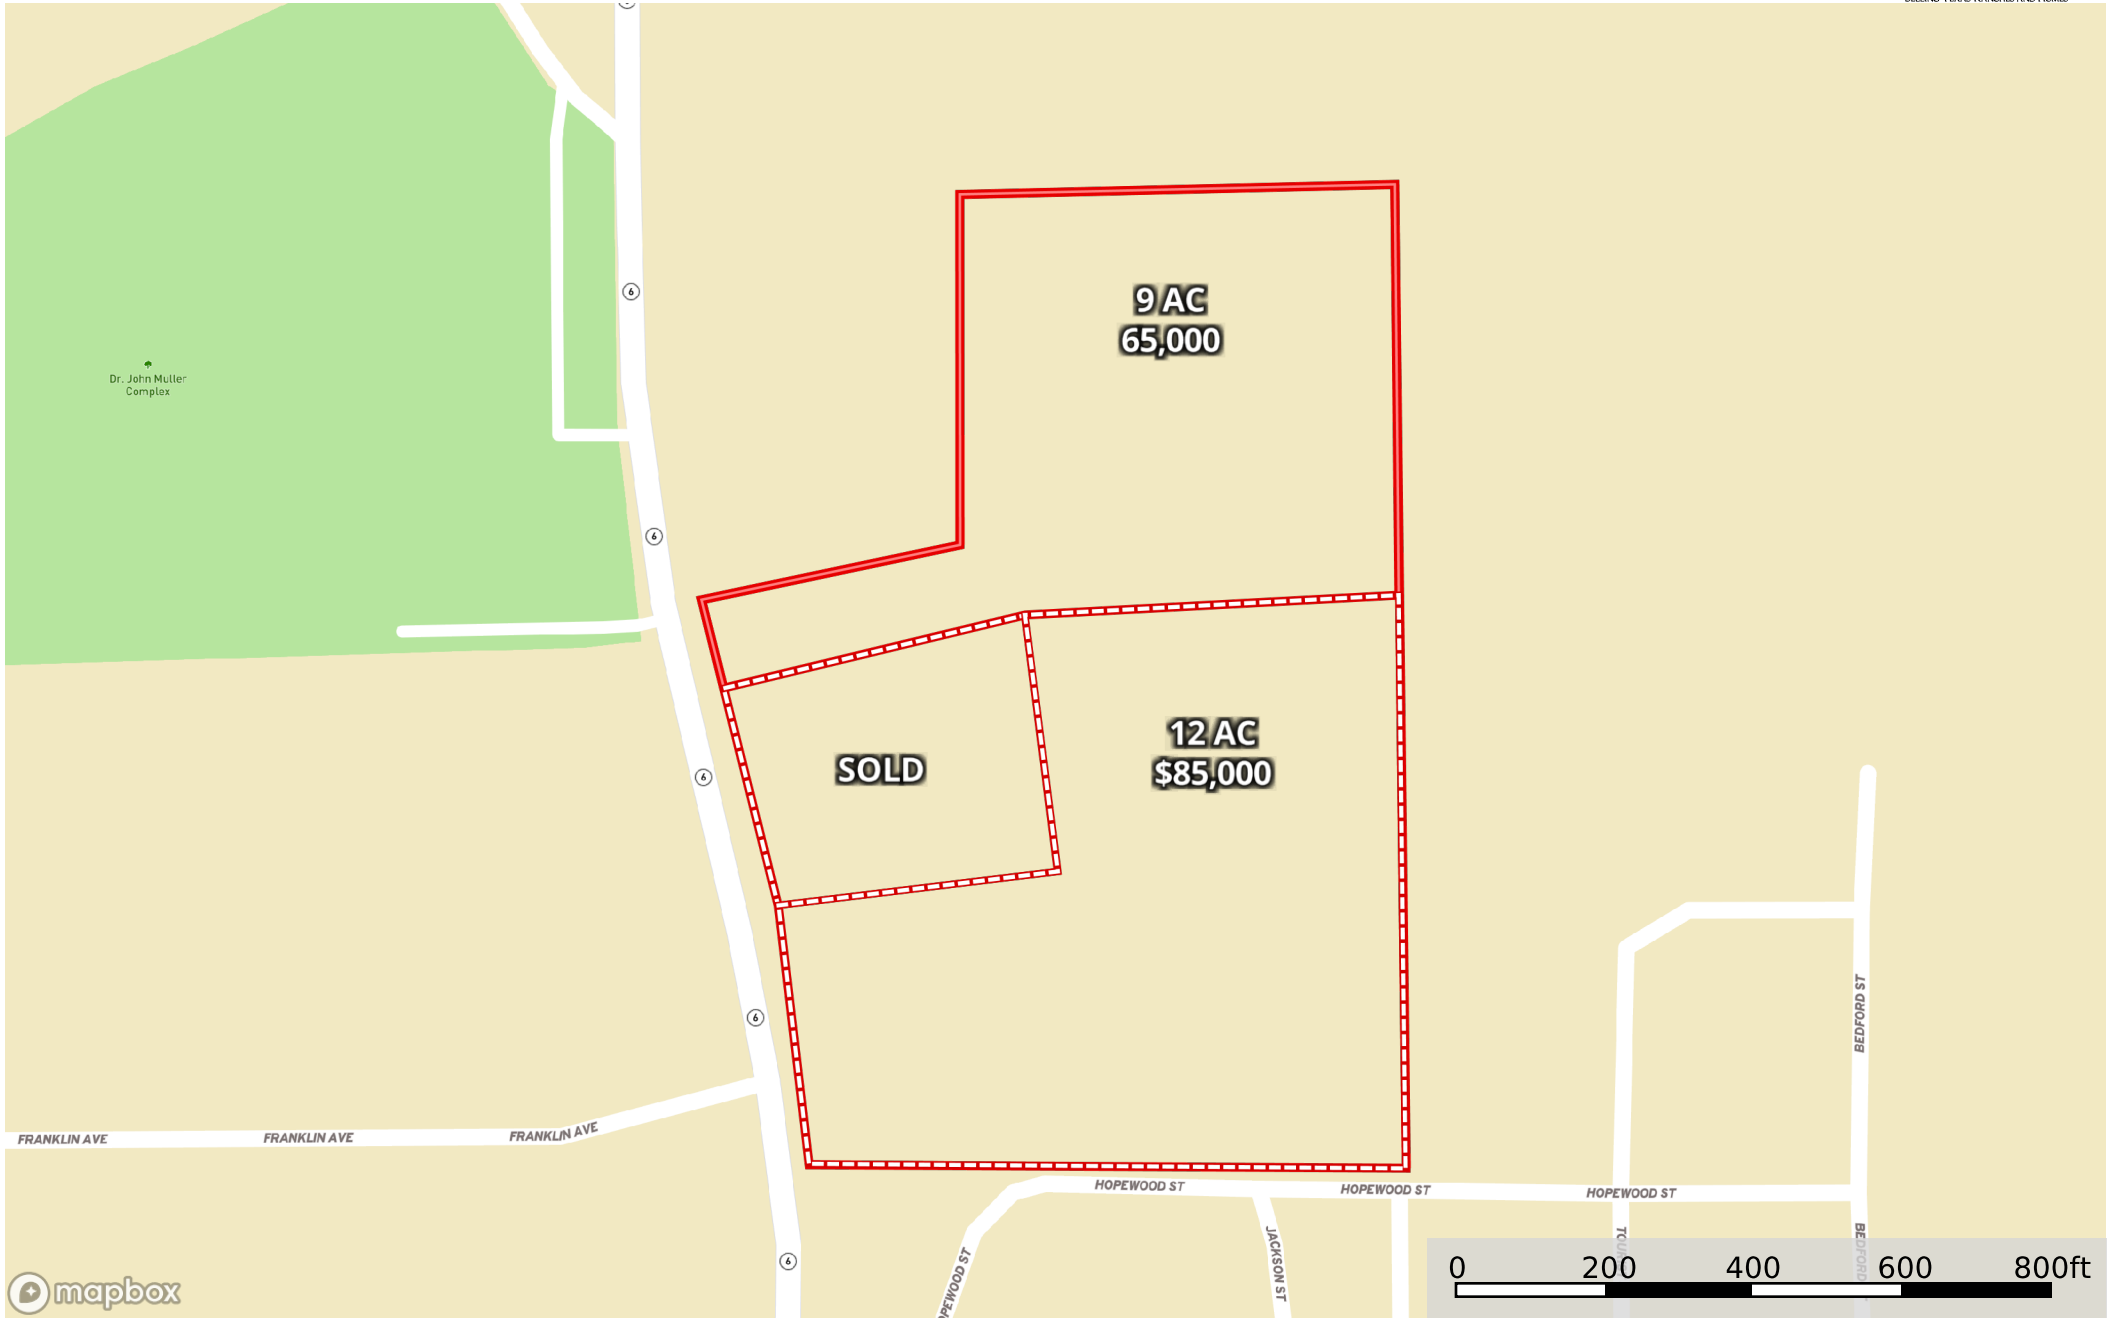 6
9 AC
65,000
Dr. John Muller
Complex
6
SOLD
12 AC
$85,000
6
6
BEDFORD ST
FRANKLIN AVE
FRANKLIN AVE
FRANKLIN AVE
HOPEWOOD ST
HOPEWOOD ST
HOPEWOOD ST
JACKSON ST
6
0 200 400 600 800ft
mapbox